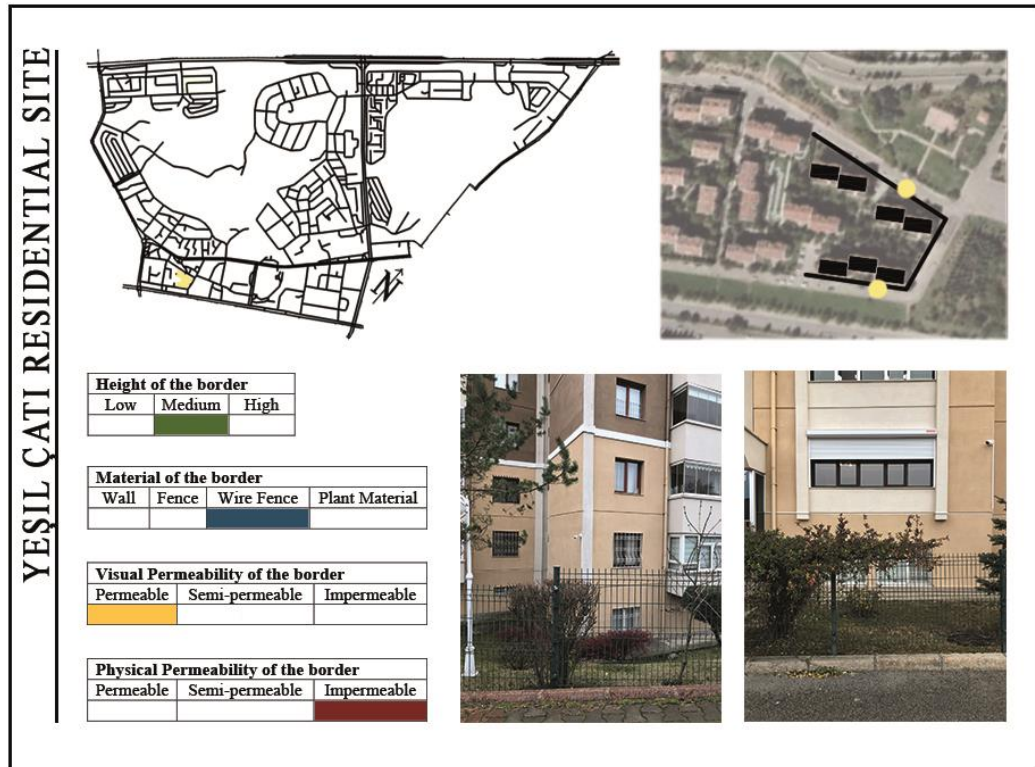 YEŞİL ÇATI RESIDENTIAL SITE
N
Height of the border
Low Medium High
Material of the border
Wall Fence Wire Fence Plant Material
Visual Permeability of the border
Permeable Semi-permeable Impermeable
Physical Permeability of the border
Permeable Semi-permeable Impermeable